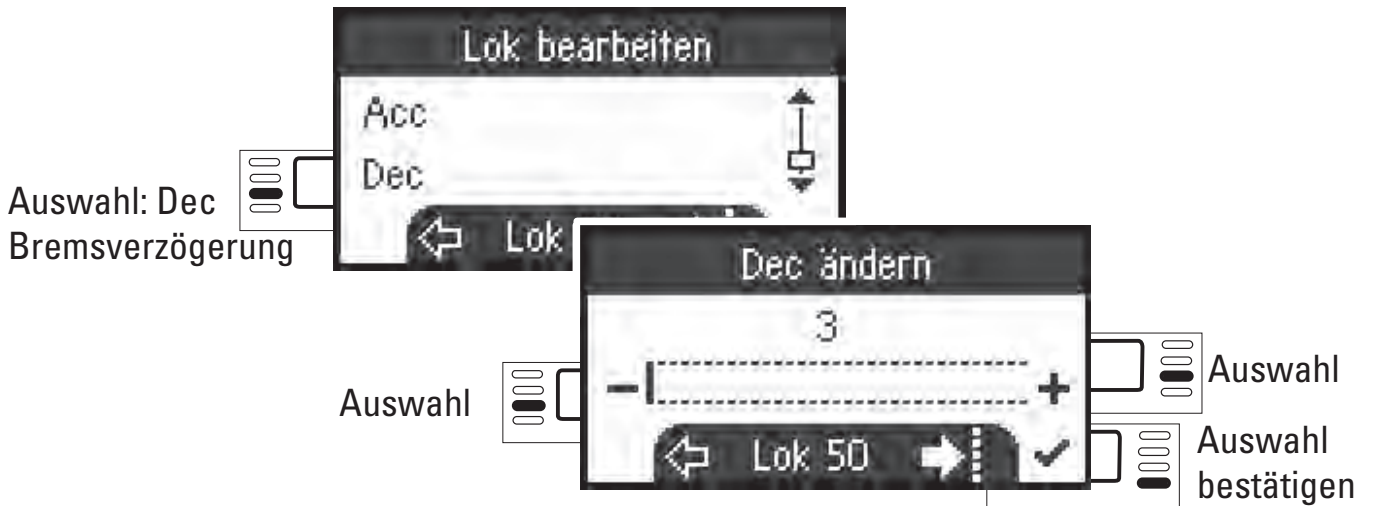 Lok bearbeiten
Acc
Dec
Auswahl: Dec
Bremsverzögerung
Lok
Dec ändern
3
Auswahl
− +
Auswahl
Lok 50
Auswahl
bestätigen